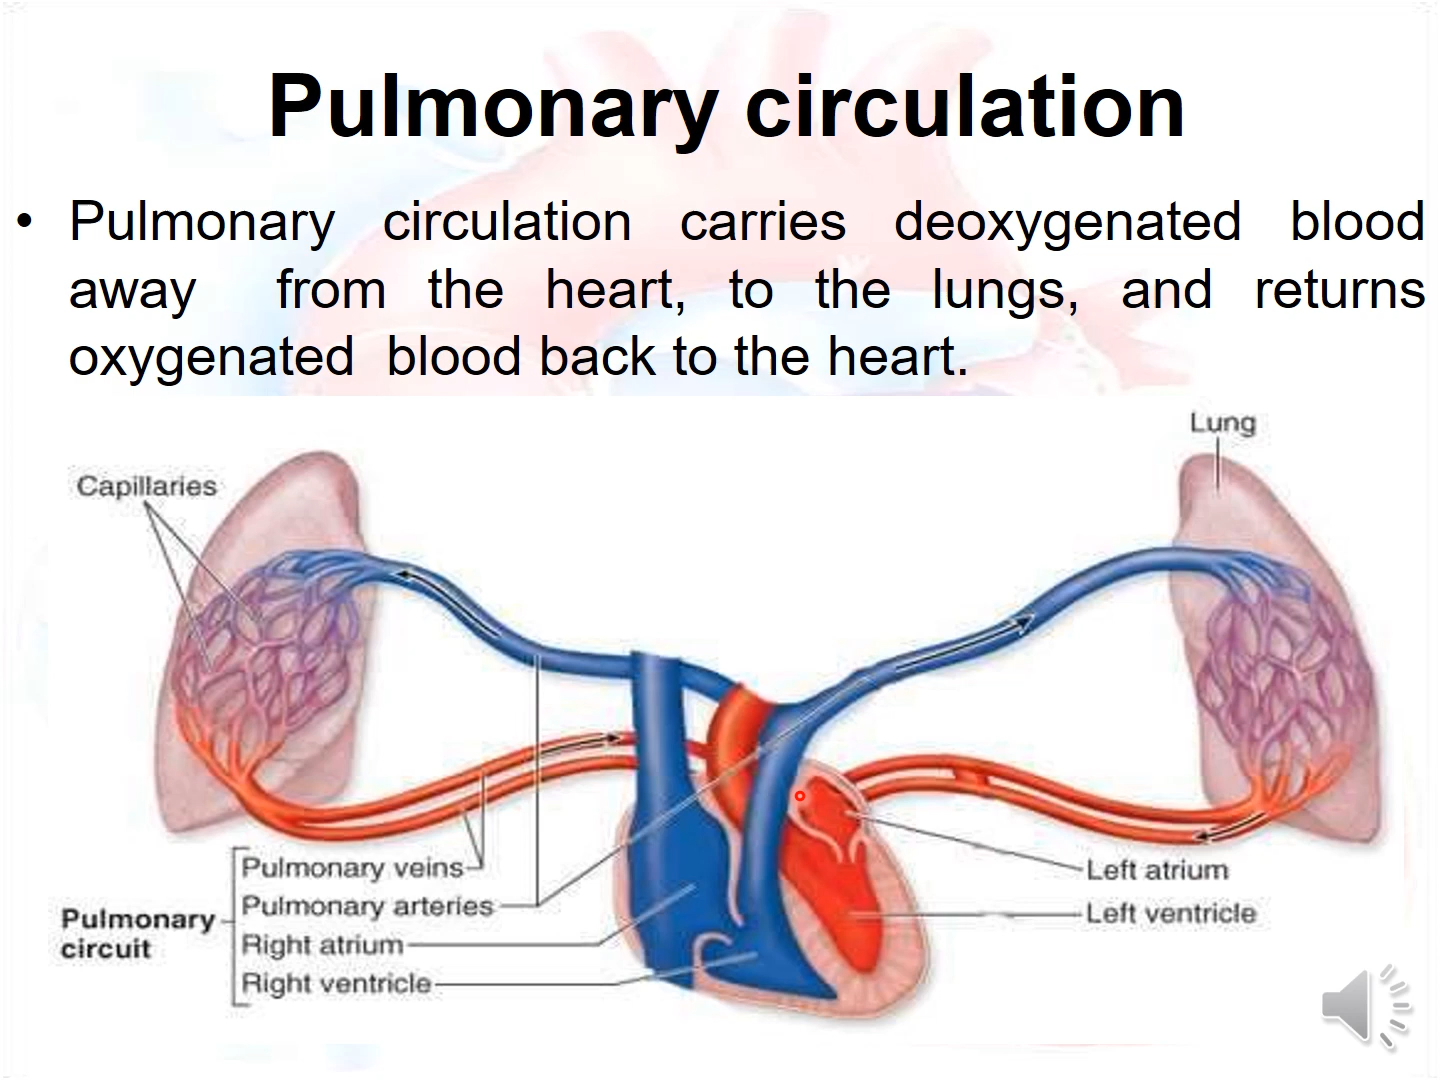 Pulmonary circulation
• Pulmonary circulation carries deoxygenated blood
away from the heart, to the lungs, and returns
oxygenated blood back to the heart.
Lung
Capillaries
Pulmonary veins
Pulmonary arteries
Right atrium
Right ventricle
Pulmonary
circuit
Left atrium
Left ventricle